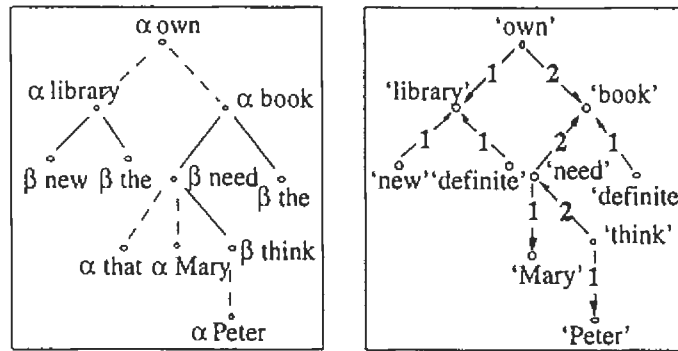 α own
α library
α book
β new β the
β need
β the
α that α Mary
β think
α Peter
‘own’
1 2
‘library’
‘book’
1 1 2 1
‘new’ ‘definite’ ‘need’
‘definite
1 2
‘think’
‘Mary’
1
‘Peter’